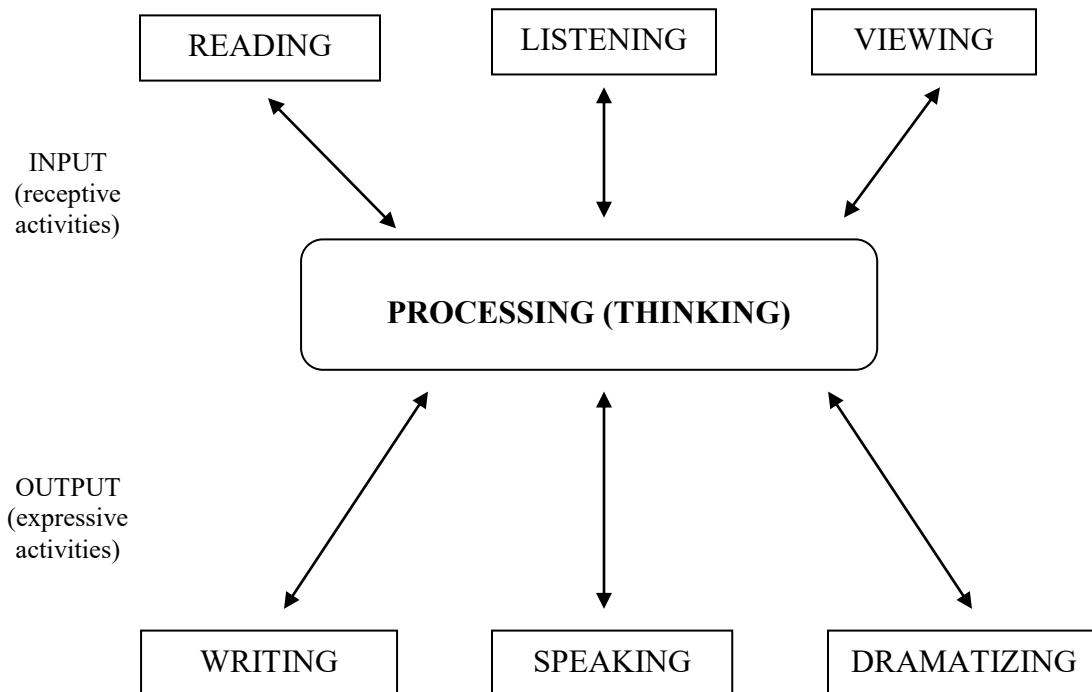 READING
LISTENING
VIEWING
INPUT
(receptive
activities)
PROCESSING (THINKING)
OUTPUT
(expressive
activities)
WRITING
SPEAKING
DRAMATIZING